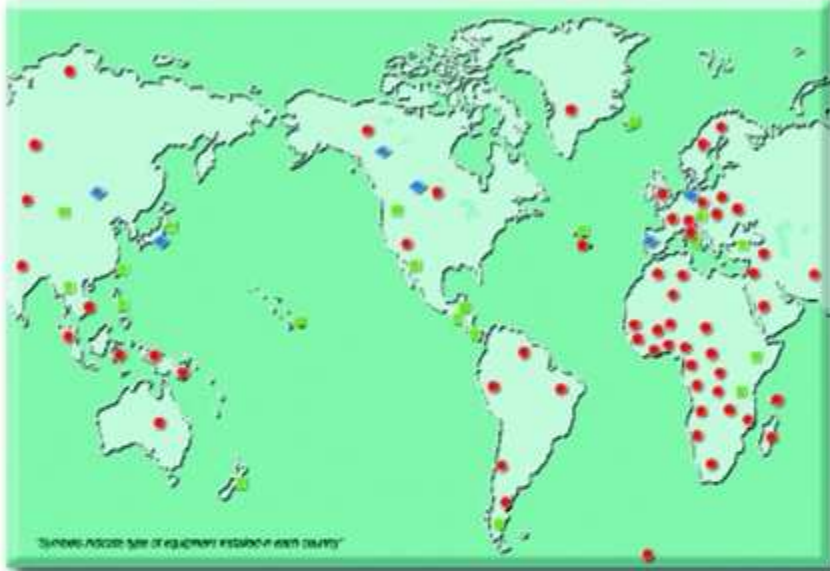 "Symbols indicate type of equipment installed in each country"